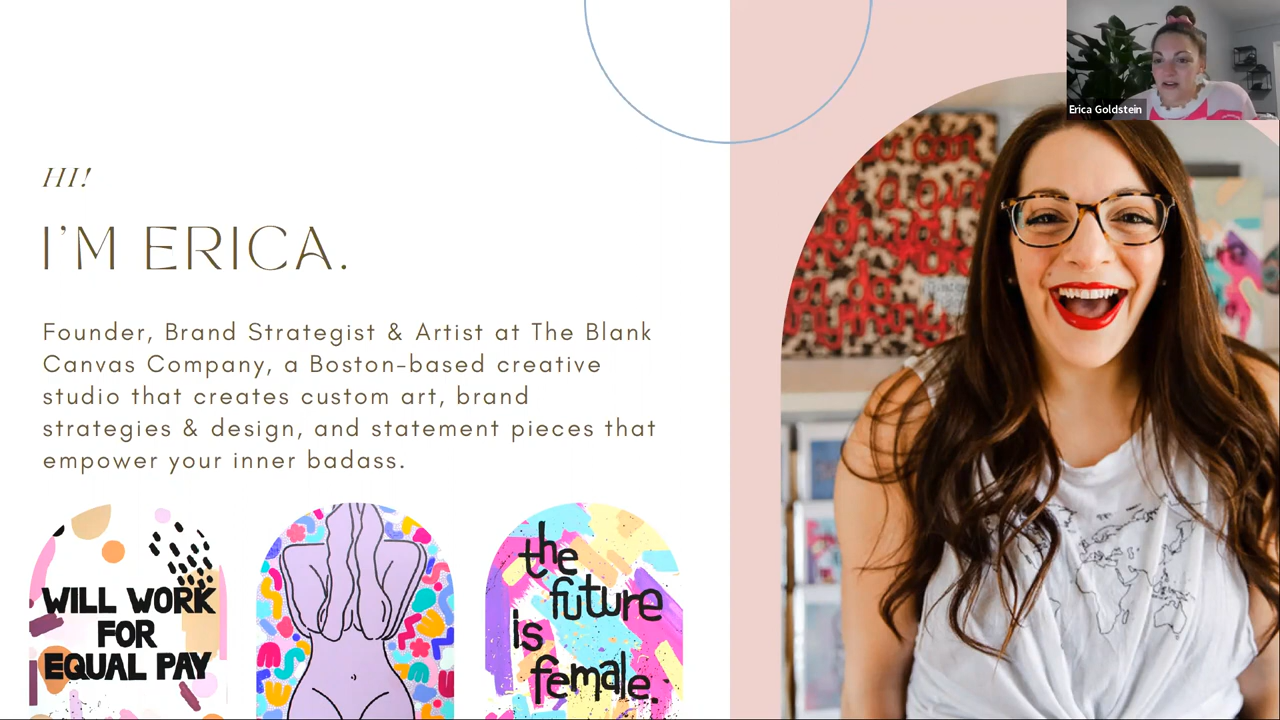 HI!
I'M ERICA.
Founder, Brand Strategist & Artist at The Blank
Canvas Company, a Boston-based creative
studio that creates custom art, brand
strategies & design, and statement pieces that
empower your inner badass.
WILL WORK
FOR
EQUAL PAY
the
future
is
female.
Erica Goldstein